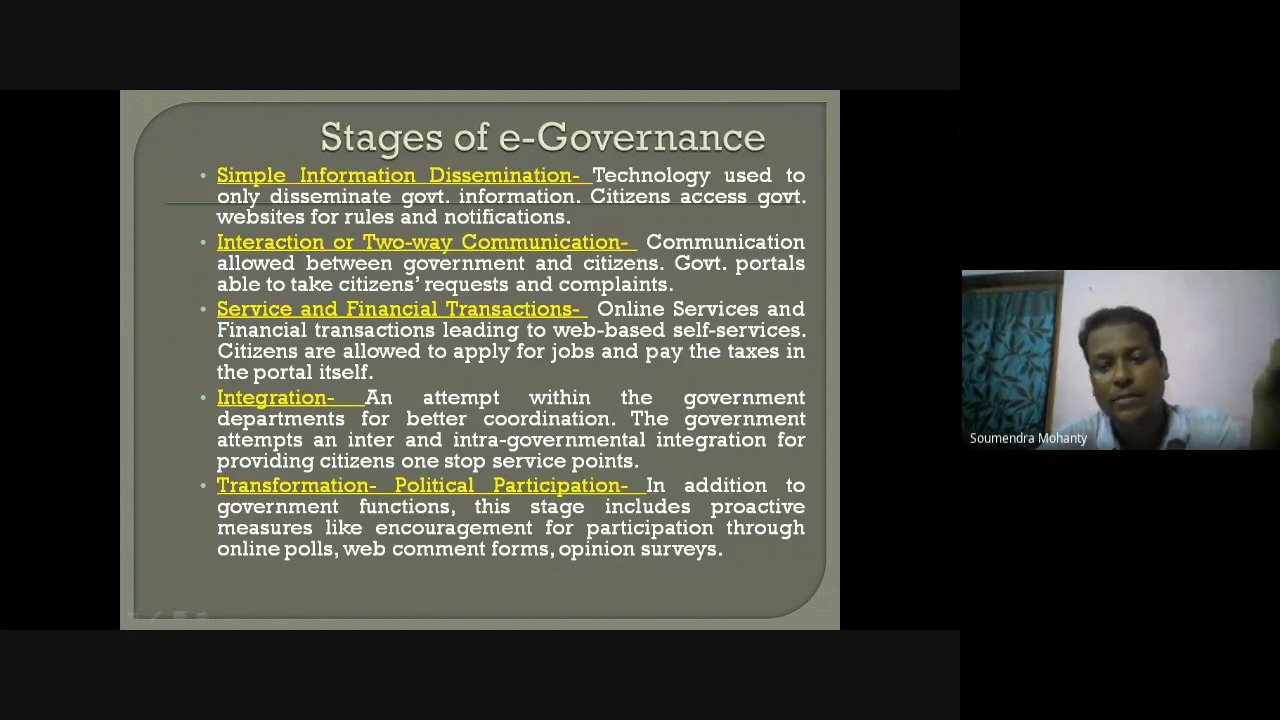 Stages of e-Governance
• Simple Information Dissemination- Technology used to
only disseminate govt. information. Citizens access govt.
websites for rules and notifications.
• Interaction or Two-way Communication- Communication
allowed between government and citizens. Govt. portals
able to take citizens’ requests and complaints.
• Service and Financial Transactions- Online Services and
Financial transactions leading to web-based self-services.
Citizens are allowed to apply for jobs and pay the taxes in
the portal itself.
• Integration- An attempt within the government
departments for better coordination. The government
attempts an inter and intra-governmental integration for
providing citizens one stop service points.
• Transformation- Political Participation- In addition to
government functions, this stage includes proactive
measures like encouragement for participation through
online polls, web comment forms, opinion surveys.
Soumendra Mohanty